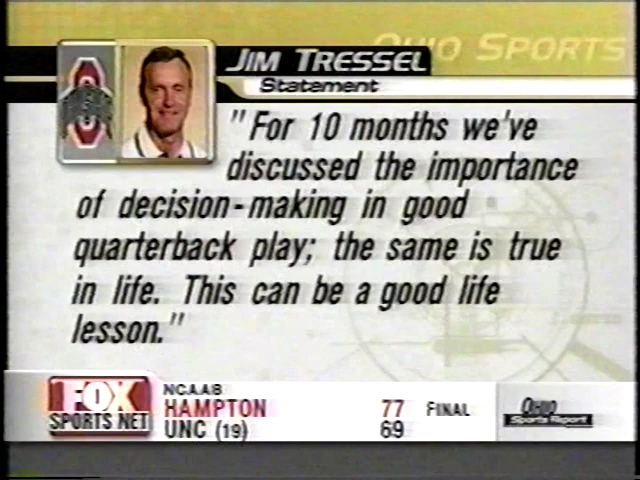 OHIO SPORTS
JIM TRESSEL
Statement
"For 10 months we've
discussed the importance
of decision-making in good
quarterback play; the same is true
in life. This can be a good life
lesson."
FOX
SPORTS NET
NCAAB
HAMPTON 77 FINAL
UNC (19) 69
Ohio
Sports Report